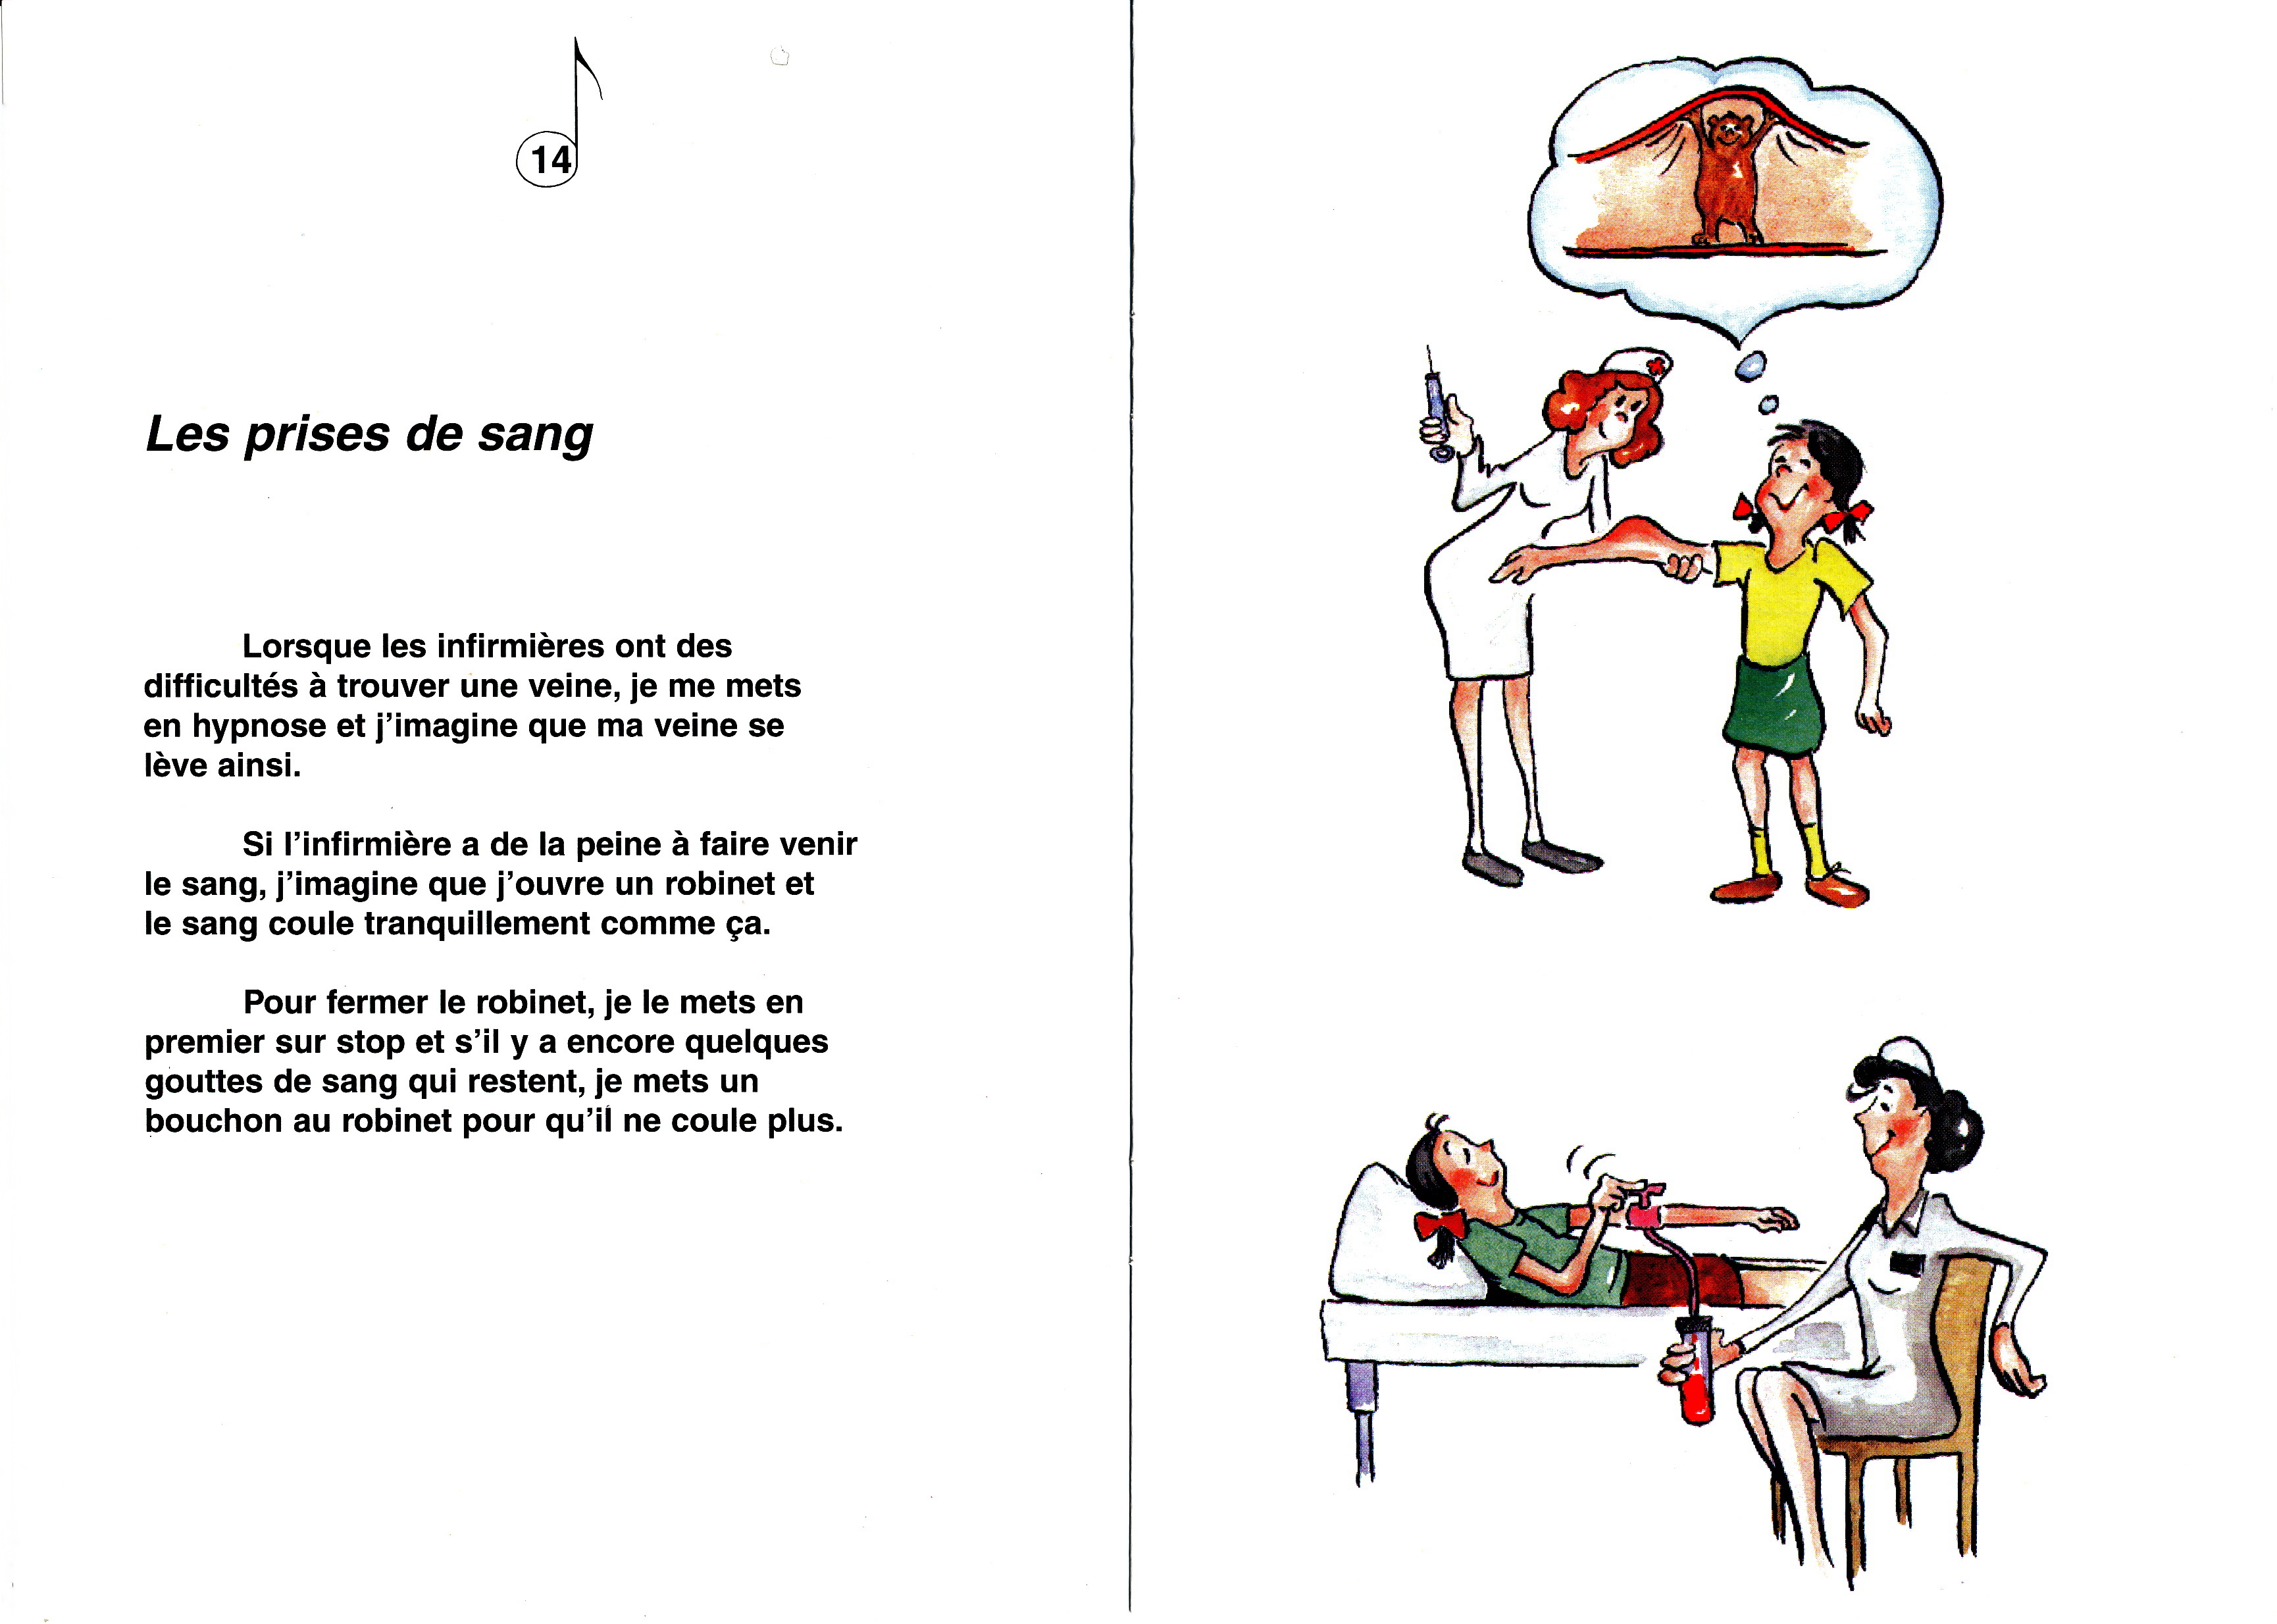 14
Les prises de sang
Lorsque les infirmières ont des
difficultés à trouver une veine, je me mets
en hypnose et j'imagine que ma veine se
lève ainsi.
Si l'infirmière a de la peine à faire venir
le sang, j'imagine que j'ouvre un robinet et
le sang coule tranquillement comme ça.
Pour fermer le robinet, je le mets en
premier sur stop et s'il y a encore quelques
gouttes de sang qui restent, je mets un
bouchon au robinet pour qu'il ne coule plus.